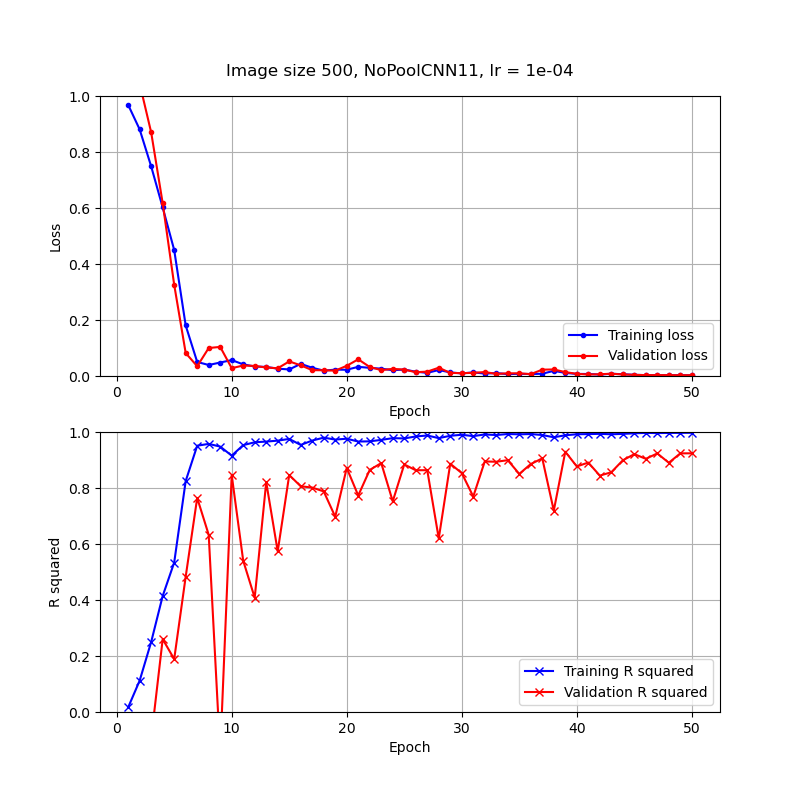 Image size 500, NoPoolCNN11, lr = 1e-04
1.0
0.8
0.6
0.4
0.2
0.0
Loss
0 10 20 30 40 50
Epoch
Training loss
Validation loss
1.0
0.8
0.6
0.4
0.2
0.0
R squared
0 10 20 30 40 50
Epoch
Training R squared
Validation R squared